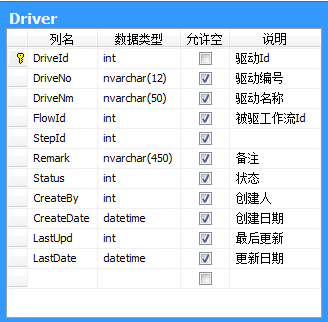 Driver
列名 数据类型 允许空 说明
DriveId int 驱动Id
DriveNo nvarchar(12) 驱动编号
DriveNm nvarchar(50) 驱动名称
FlowId int 被驱工作流Id
StepId int
Remark nvarchar(450) 备注
Status int 状态
CreateBy int 创建人
CreateDate datetime 创建日期
LastUpd int 最后更新
LastDate datetime 更新日期